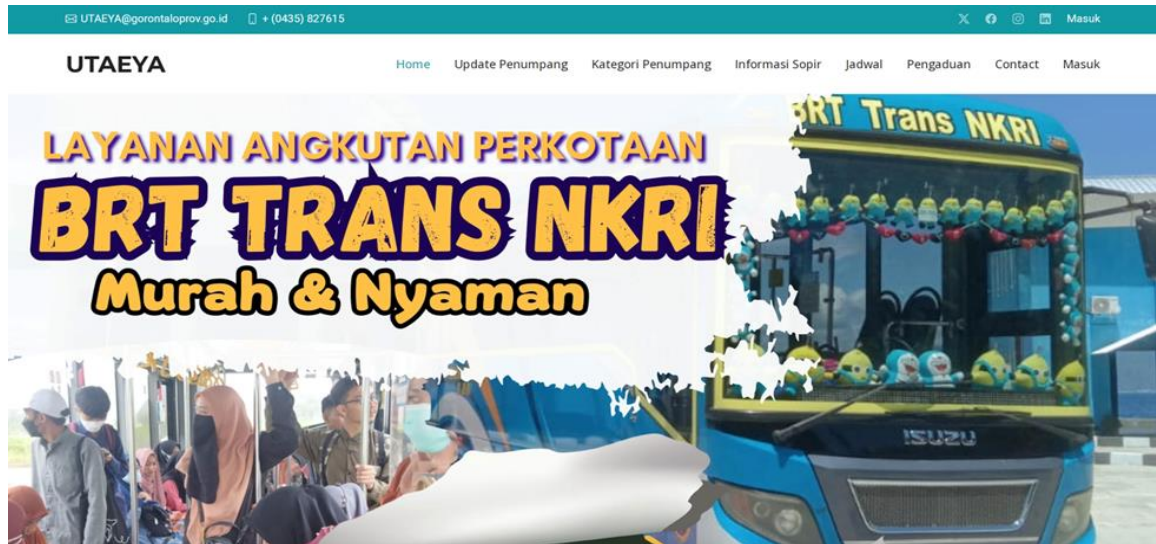 UTAEYA@gorontaloprov.go.id + (0435) 827615 Masuk
UTAEYA Home Update Penumpang Kategori Penumpang Informasi Sopir Jadwal Pengaduan Contact Masuk
LAYANAN ANGKUTAN PERKOTAAN
BRT TRANS NKRI
Murah & Nyaman
BRT Trans NKRI
ISUZU